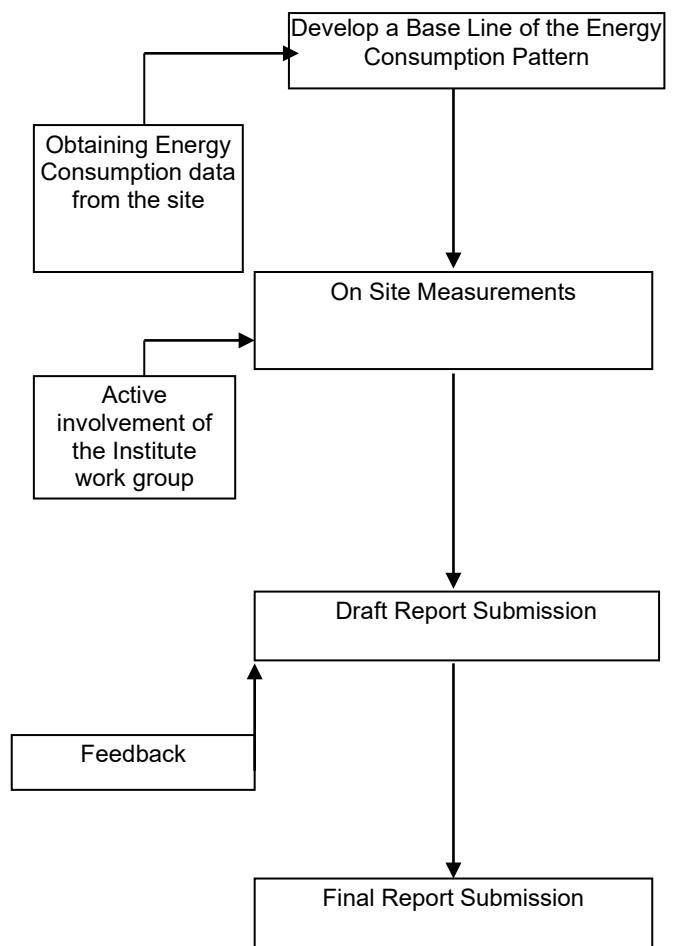 Develop a Base Line of the Energy
Consumption Pattern
Obtaining Energy
Consumption data
from the site
On Site Measurements
Active
involvement of
the Institute
work group
Draft Report Submission
Feedback
Final Report Submission